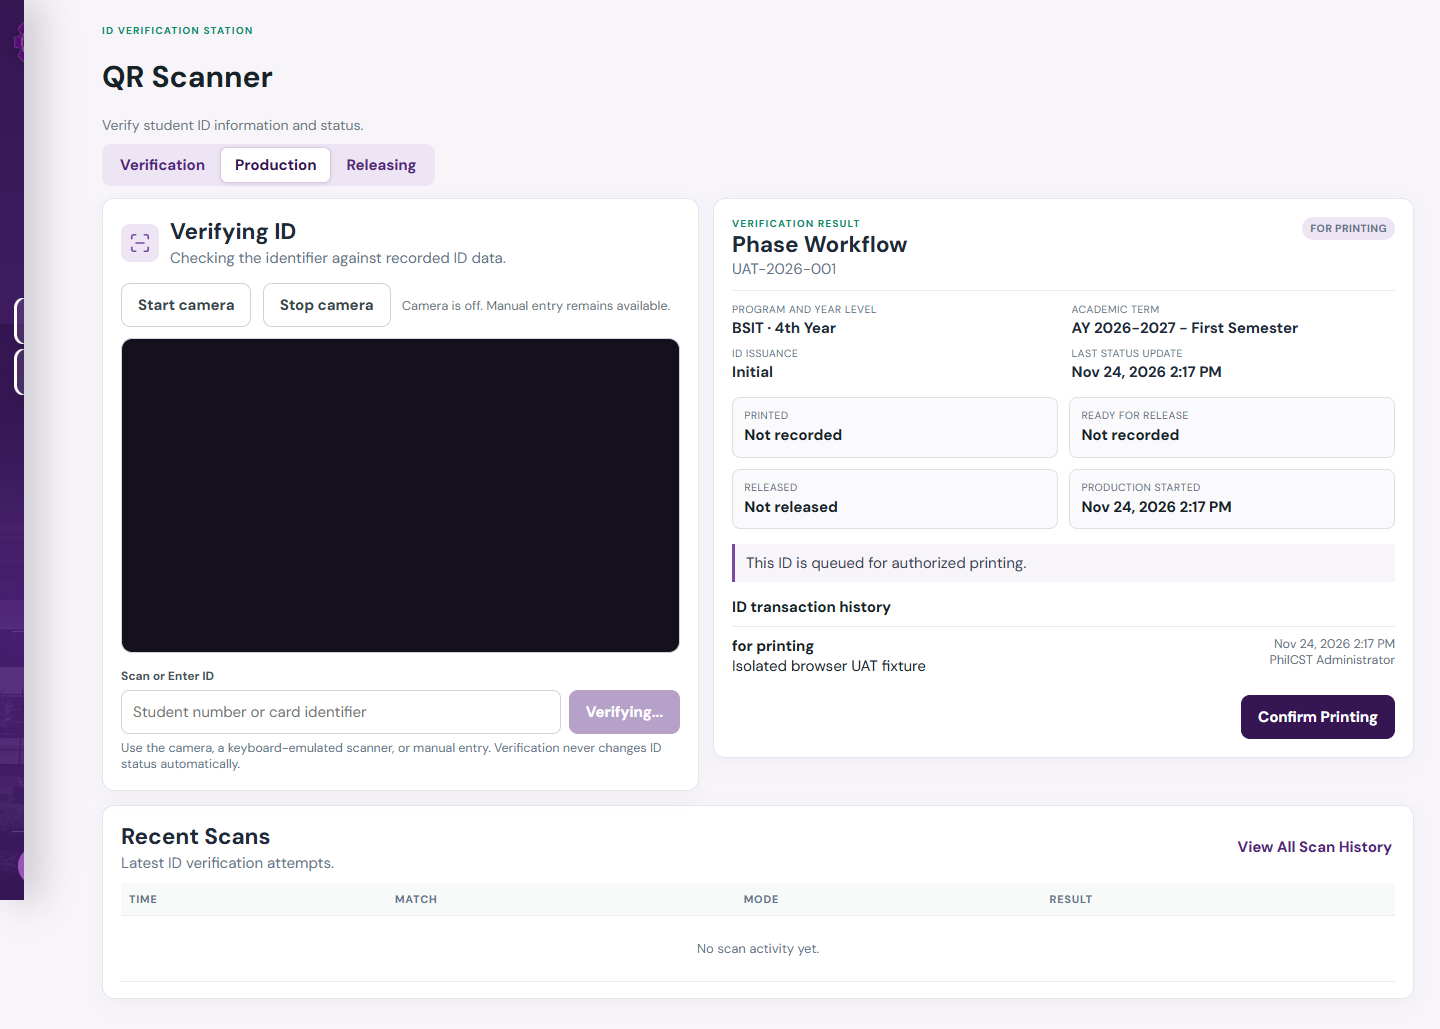 ID VERIFICATION STATION
QR Scanner
Verify student ID information and status.
Verification
Production
Releasing
Verifying ID
Checking the identifier against recorded ID data.
Start camera
Stop camera
Camera is off. Manual entry remains available.
Scan or Enter ID
Student number or card identifier
Verifying...
Use the camera, a keyboard-emulated scanner, or manual entry. Verification never changes ID
status automatically.
VERIFICATION RESULT
Phase Workflow
UAT-2026-001
FOR PRINTING
PROGRAM AND YEAR LEVEL
BSIT · 4th Year
ACADEMIC TERM
AY 2026-2027 - First Semester
ID ISSUANCE
Initial
LAST STATUS UPDATE
Nov 24, 2026 2:17 PM
PRINTED
Not recorded
READY FOR RELEASE
Not recorded
RELEASED
Not released
PRODUCTION STARTED
Nov 24, 2026 2:17 PM
This ID is queued for authorized printing.
ID transaction history
for printing
Isolated browser UAT fixture
Nov 24, 2026 2:17 PM
PhilCST Administrator
Confirm Printing
Recent Scans
Latest ID verification attempts.
View All Scan History
TIME
MATCH
MODE
RESULT
No scan activity yet.